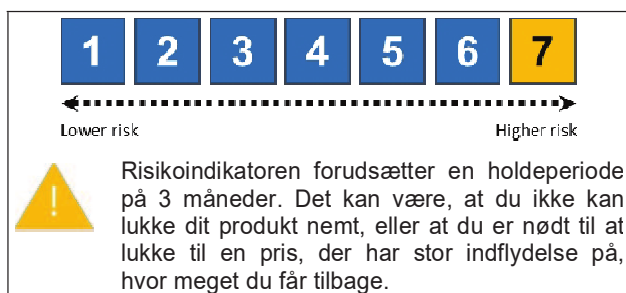 1 2 3 4 5 6 7
Lower risk Higher risk
Risikoindikatoren forudsætter en holdeperiode
på 3 måneder. Det kan være, at du ikke kan
lukke dit produkt nemt, eller at du er nødt til at
lukke til en pris, der har stor indflydelse på,
hvor meget du får tilbage.